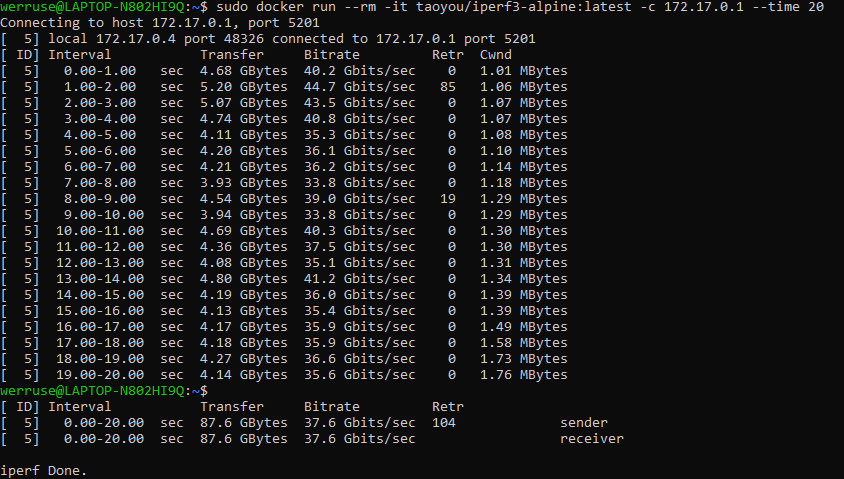 werruse@LAPTOP-N802HI9Q:~$ sudo docker run --rm -it taoyou/iperf3-alpine:latest -c 172.17.0.1 --time 20
Connecting to host 172.17.0.1, port 5201
[  5] local 172.17.0.4 port 48326 connected to 172.17.0.1 port 5201
[ ID] Interval           Transfer     Bitrate         Retr  Cwnd
[  5]   0.00-1.00   sec  4.68 GBytes  40.2 Gbits/sec    0   1.01 MBytes
[  5]   1.00-2.00   sec  5.20 GBytes  44.7 Gbits/sec   85   1.06 MBytes
[  5]   2.00-3.00   sec  5.07 GBytes  43.5 Gbits/sec    0   1.07 MBytes
[  5]   3.00-4.00   sec  4.74 GBytes  40.8 Gbits/sec    0   1.07 MBytes
[  5]   4.00-5.00   sec  4.11 GBytes  35.3 Gbits/sec    0   1.08 MBytes
[  5]   5.00-6.00   sec  4.20 GBytes  36.1 Gbits/sec    0   1.10 MBytes
[  5]   6.00-7.00   sec  4.21 GBytes  36.2 Gbits/sec    0   1.14 MBytes
[  5]   7.00-8.00   sec  3.93 GBytes  33.8 Gbits/sec    0   1.18 MBytes
[  5]   8.00-9.00   sec  4.54 GBytes  39.0 Gbits/sec   19   1.29 MBytes
[  5]   9.00-10.00  sec  3.94 GBytes  33.8 Gbits/sec    0   1.29 MBytes
[  5]  10.00-11.00  sec  4.69 GBytes  40.3 Gbits/sec    0   1.30 MBytes
[  5]  11.00-12.00  sec  4.36 GBytes  37.5 Gbits/sec    0   1.30 MBytes
[  5]  12.00-13.00  sec  4.08 GBytes  35.1 Gbits/sec    0   1.31 MBytes
[  5]  13.00-14.00  sec  4.80 GBytes  41.2 Gbits/sec    0   1.34 MBytes
[  5]  14.00-15.00  sec  4.19 GBytes  36.0 Gbits/sec    0   1.39 MBytes
[  5]  15.00-16.00  sec  4.13 GBytes  35.4 Gbits/sec    0   1.39 MBytes
[  5]  16.00-17.00  sec  4.17 GBytes  35.9 Gbits/sec    0   1.49 MBytes
[  5]  17.00-18.00  sec  4.18 GBytes  35.9 Gbits/sec    0   1.58 MBytes
[  5]  18.00-19.00  sec  4.27 GBytes  36.6 Gbits/sec    0   1.73 MBytes
[  5]  19.00-20.00  sec  4.14 GBytes  35.6 Gbits/sec    0   1.76 MBytes
werruse@LAPTOP-N802HI9Q:~$
[ ID] Interval           Transfer     Bitrate         Retr
[  5]   0.00-20.00  sec  87.6 GBytes  37.6 Gbits/sec  104             sender
[  5]   0.00-20.00  sec  87.6 GBytes  37.6 Gbits/sec                  receiver
iperf Done.